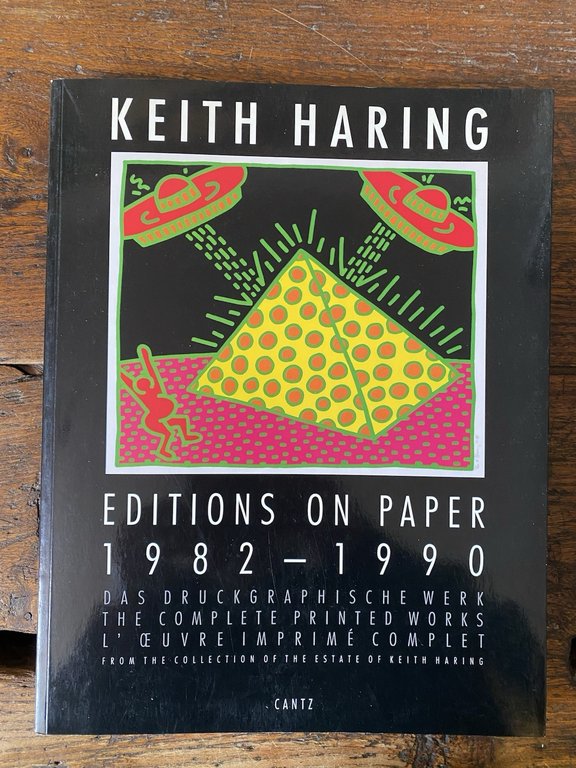 KEITH HARING
EDITIONS ON PAPER
1982 – 1990
DAS DRUCKGRAPHISCHE WERK
THE COMPLETE PRINTED WORKS
L' ŒUVRE IMPRIMÉ COMPLET
FROM THE COLLECTION OF THE ESTATE OF KEITH HARING
CANTZ